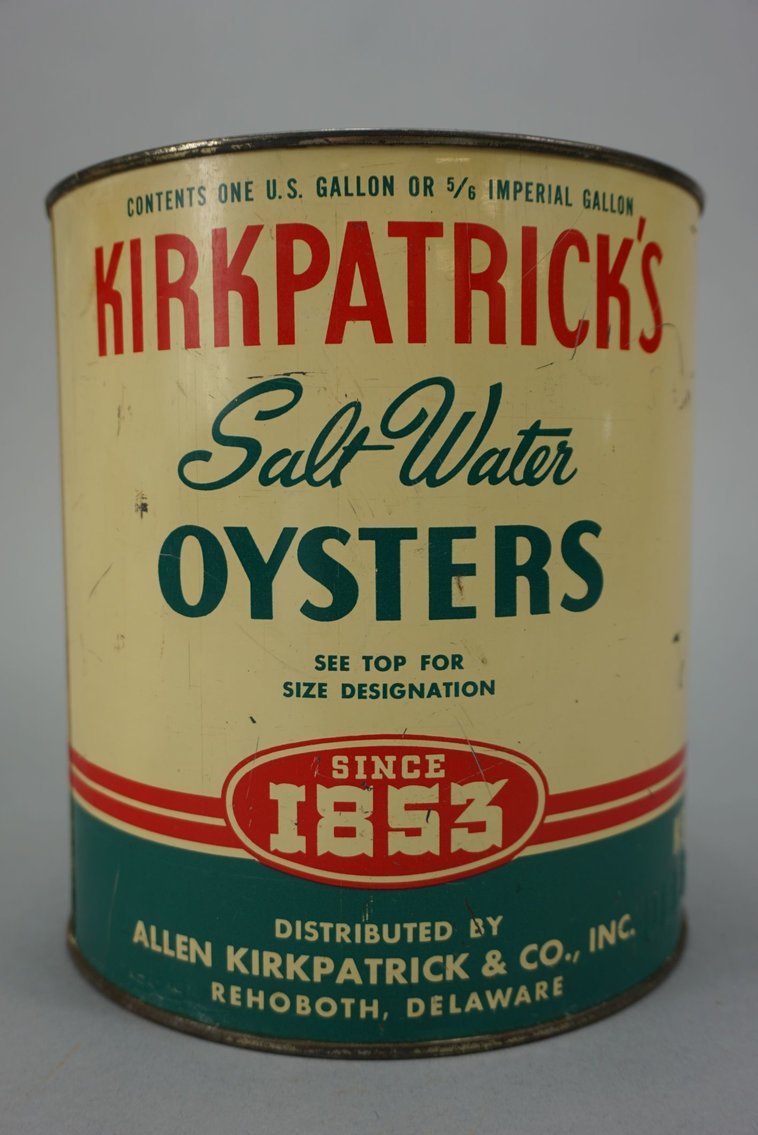 CONTENTS ONE U.S. GALLON OR 5/6 IMPERIAL GALLON
KIRKPATRICK'S
Salt Water
OYSTERS
SEE TOP FOR
SIZE DESIGNATION
SINCE
1853
DISTRIBUTED BY
ALLEN KIRKPATRICK & CO., INC.
REHOBOTH, DELAWARE